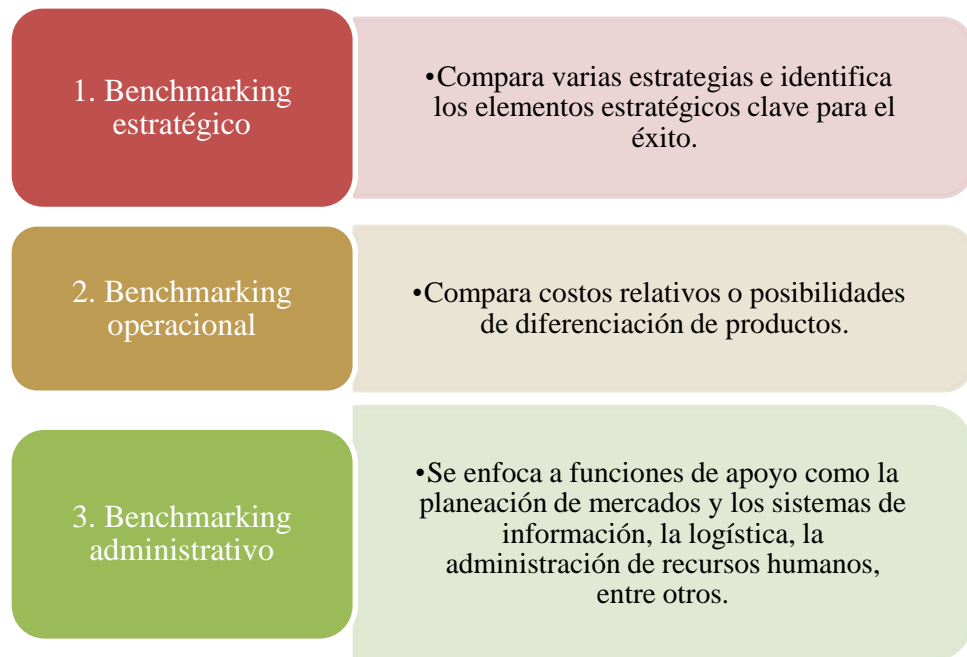 1. Benchmarking
estratégico
•Compara varias estrategias e identifica
los elementos estratégicos clave para el
éxito.
2. Benchmarking
operacional
•Compara costos relativos o posibilidades
de diferenciación de productos.
3. Benchmarking
administrativo
•Se enfoca a funciones de apoyo como la
planeación de mercados y los sistemas de
información, la logística, la
administración de recursos humanos,
entre otros.